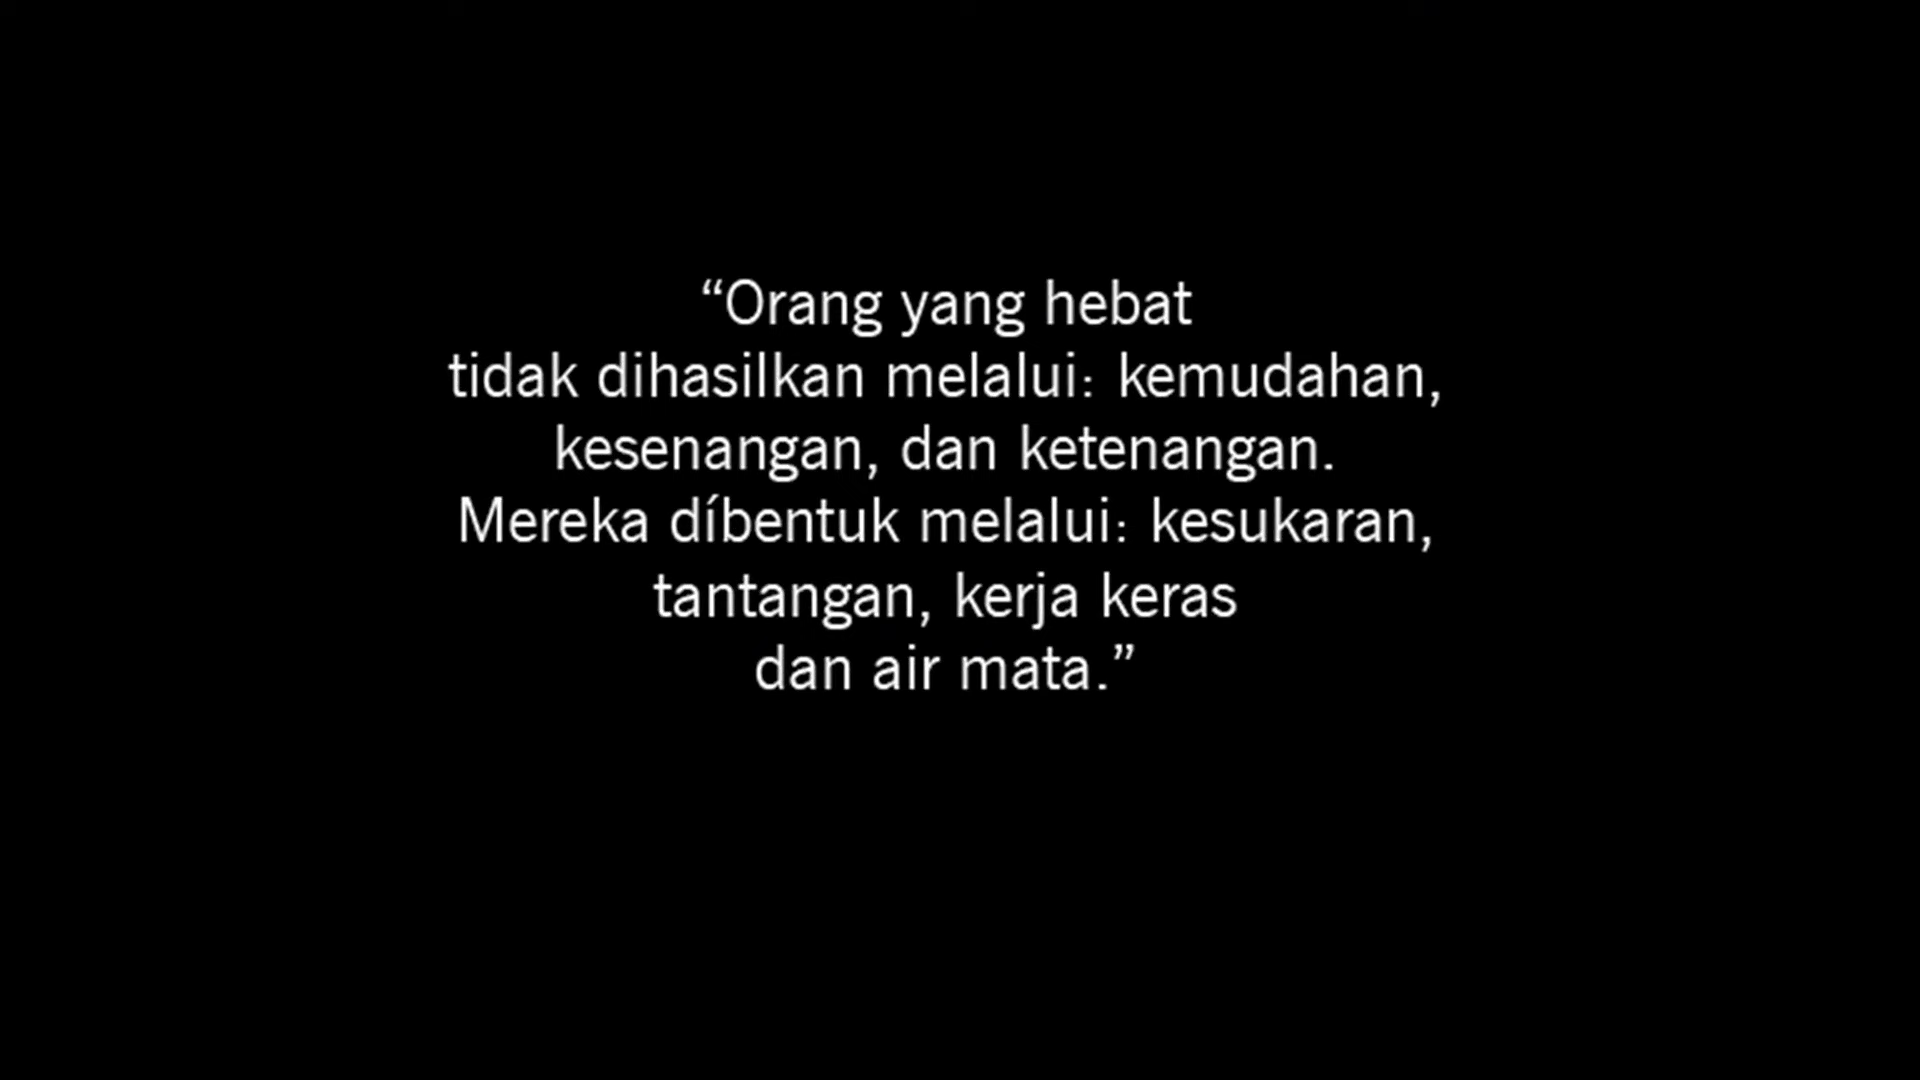 “Orang yang hebat
tidak dihasilkan melalui: kemudahan,
kesenangan, dan ketenangan.
Mereka díbentuk melalui: kesukaran,
tantangan, kerja keras
dan air mata.”